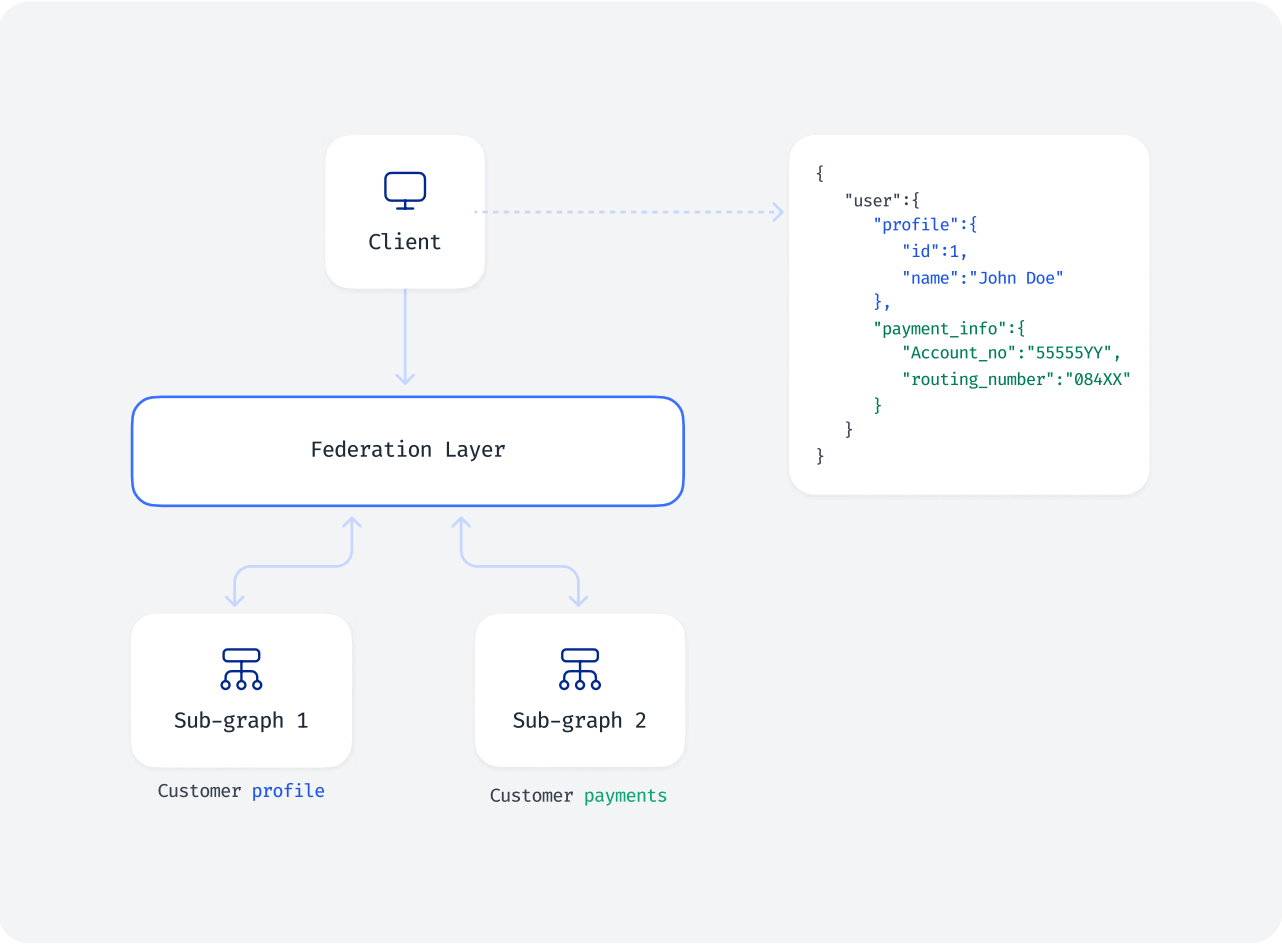 Client
{
"user":{
"profile":{
"id":1,
"name":"John Doe"
},
"payment_info":{
"Account_no":"55555YY",
"routing_number":"084XX"
}
}
}
Federation Layer
Sub-graph 1
Customer profile
Sub-graph 2
Customer payments